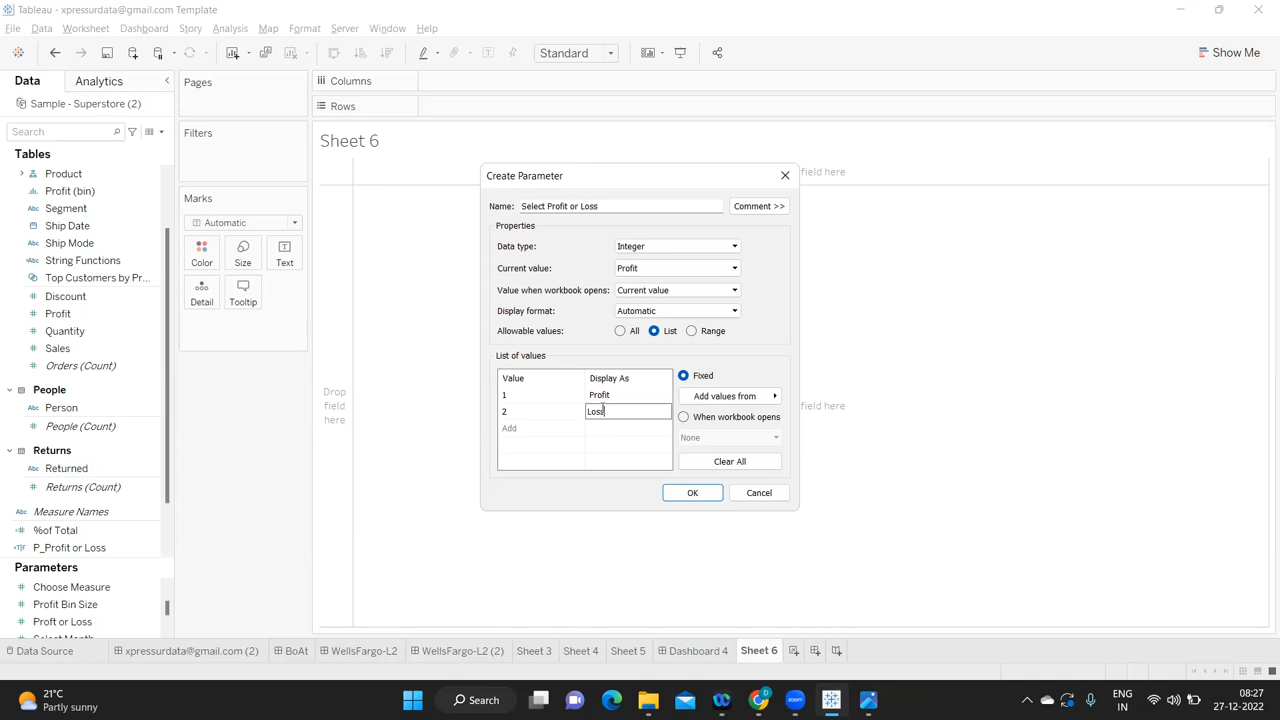 Tableau - xpressurdata@gmail.com Template
File Data Worksheet Dashboard Story Analysis Map Format Server Window Help
Standard
Show Me
Data Analytics
Pages
Columns
Rows
Sample - Superstore (2)
Search
Filters
Sheet 6
Tables
Product
Profit (bin)
Segment
Ship Date
Ship Mode
String Functions
Top Customers by Pr...
Discount
Profit
Quantity
Sales
Orders (Count)
People
Person
People (Count)
Returns
Returned
Returns (Count)
Measure Names
%of Total
P_Profit or Loss
Parameters
Choose Measure
Profit Bin Size
Proft or Loss
Marks
Automatic
Color Size Text
Detail Tooltip
field here
Drop
field
here
field here
Create Parameter
Name: Select Profit or Loss Comment >>
Properties
Data type: Integer
Current value: Profit
Value when workbook opens: Current value
Display format: Automatic
Allowable values: All List Range
List of values
Value Display As
1 Profit
2 Loss
Add
Fixed
Add values from
When workbook opens
None
Clear All
OK Cancel
Data Source xpressurdata@gmail.com (2) BoAt WellsFargo-L2 WellsFargo-L2 (2) Sheet 3 Sheet 4 Sheet 5 Dashboard 4 Sheet 6
21°C
Partly sunny
Search
ENG
IN
08:27
27-12-2022